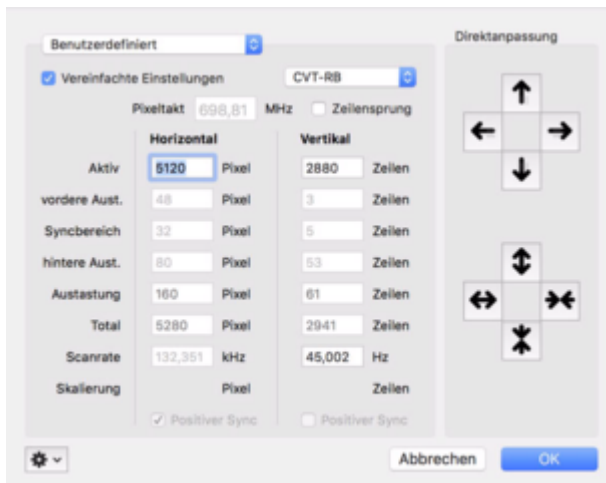 Benutzerdefiniert
Direktanpassung
Vereinfachte Einstellungen CVT-RB
Pixeltakt 698,81 MHz Zeilensprung
Horizontal Vertikal
Aktiv 5120 Pixel 2880 Zeilen
vordere Aust. 48 Pixel 3 Zeilen
Syncbereich 32 Pixel 5 Zeilen
hintere Aust. 80 Pixel 53 Zeilen
Austastung 160 Pixel 61 Zeilen
Total 5280 Pixel 2941 Zeilen
Scanrate 132,351 kHz 45,002 Hz
Skalierung Pixel Zeilen
Positiver Sync Positiver Sync
Abbrechen OK